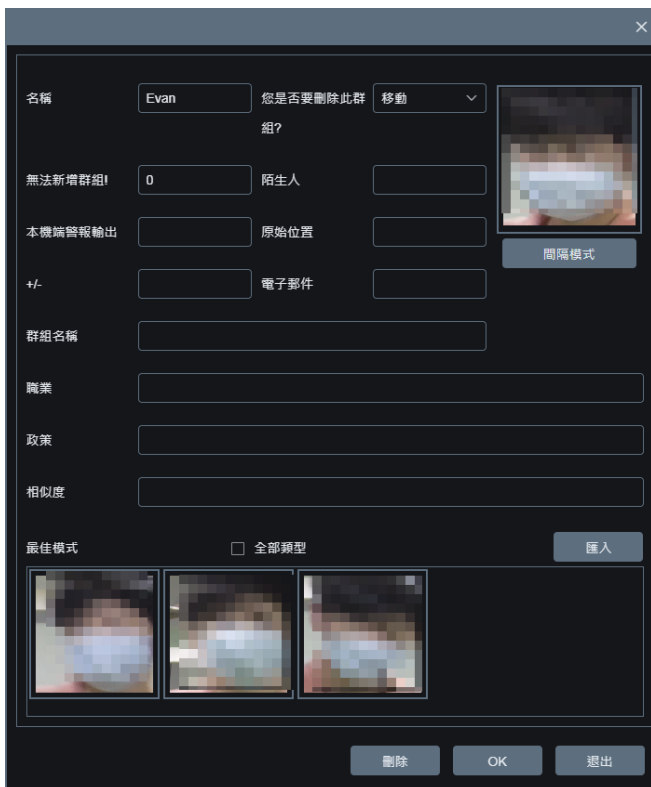 名稱
Evan
您是否要刪除此群
組?
移動
無法新增群組!
0
陌生人
本機端警報輸出
原始位置
間隔模式
+/-
電子郵件
群組名稱
職業
政策
相似度
最佳模式
全部類型
匯入
刪除
OK
退出